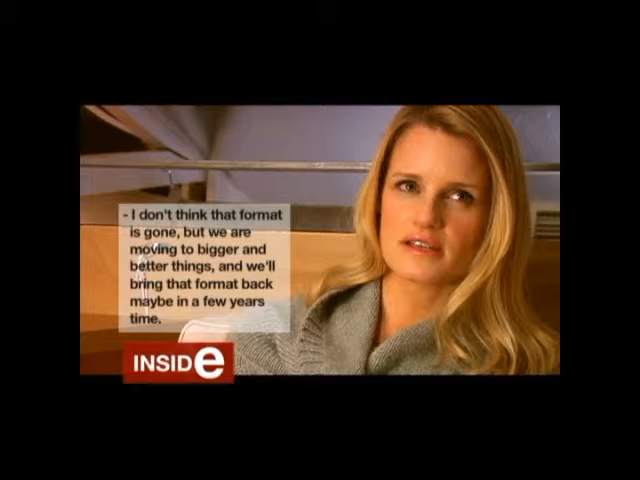 - I don't think that format
is gone, but we are
moving to bigger and
better things, and we'll
bring that format back
maybe in a few years
time.
INSIDe